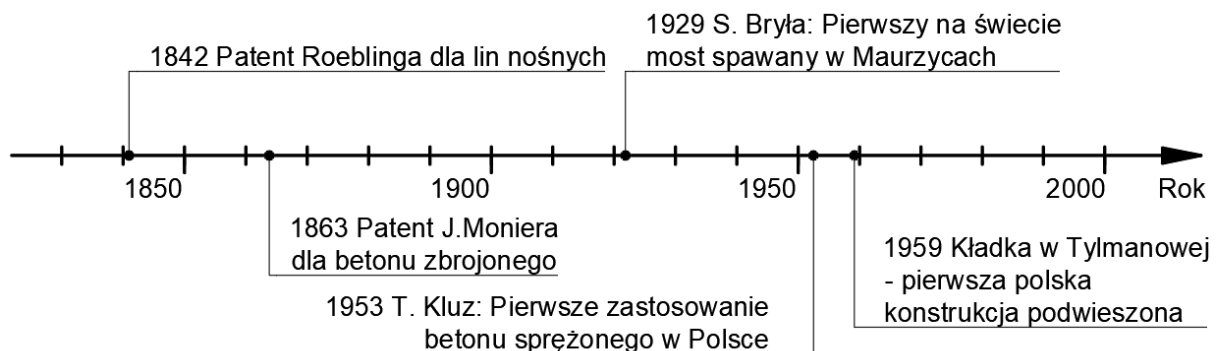 1929 S. Bryła: Pierwszy na świecie
most spawany w Maurzycach
1842 Patent Roeblinga dla lin nośnych
1850
1900
1950
2000
Rok
1863 Patent J.Moniera
dla betonu zbrojonego
1953 T. Kluz: Pierwsze zastosowanie
betonu sprężonego w Polsce
1959 Kładka w Tylmanowej
- pierwsza polska
konstrukcja podwieszona